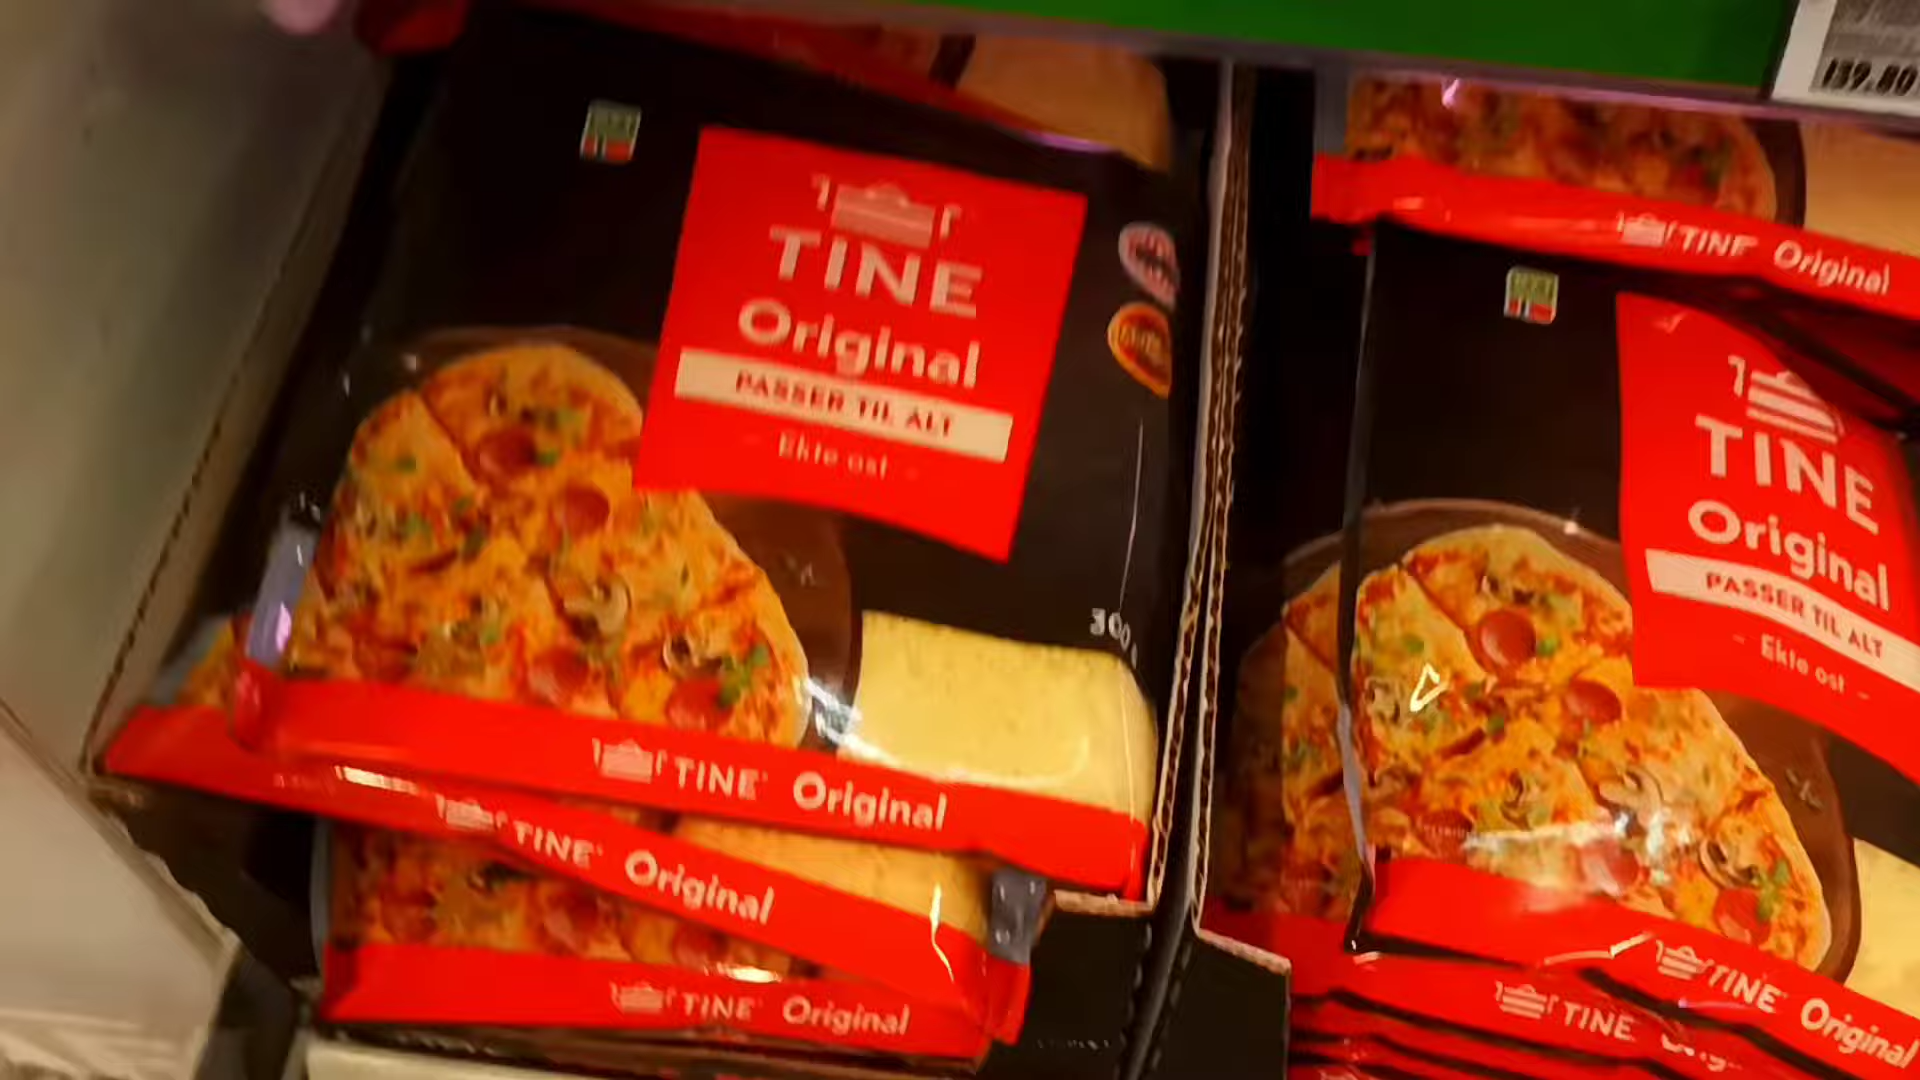 139.80
TINE
Original
PASSER TIL ALT
Ekte ost
300
TINE Original
TINE Original
TINE Original
TINE Original
TINE
Original
PASSER TIL ALT
- Ekte ost -
TINE Original
TINE